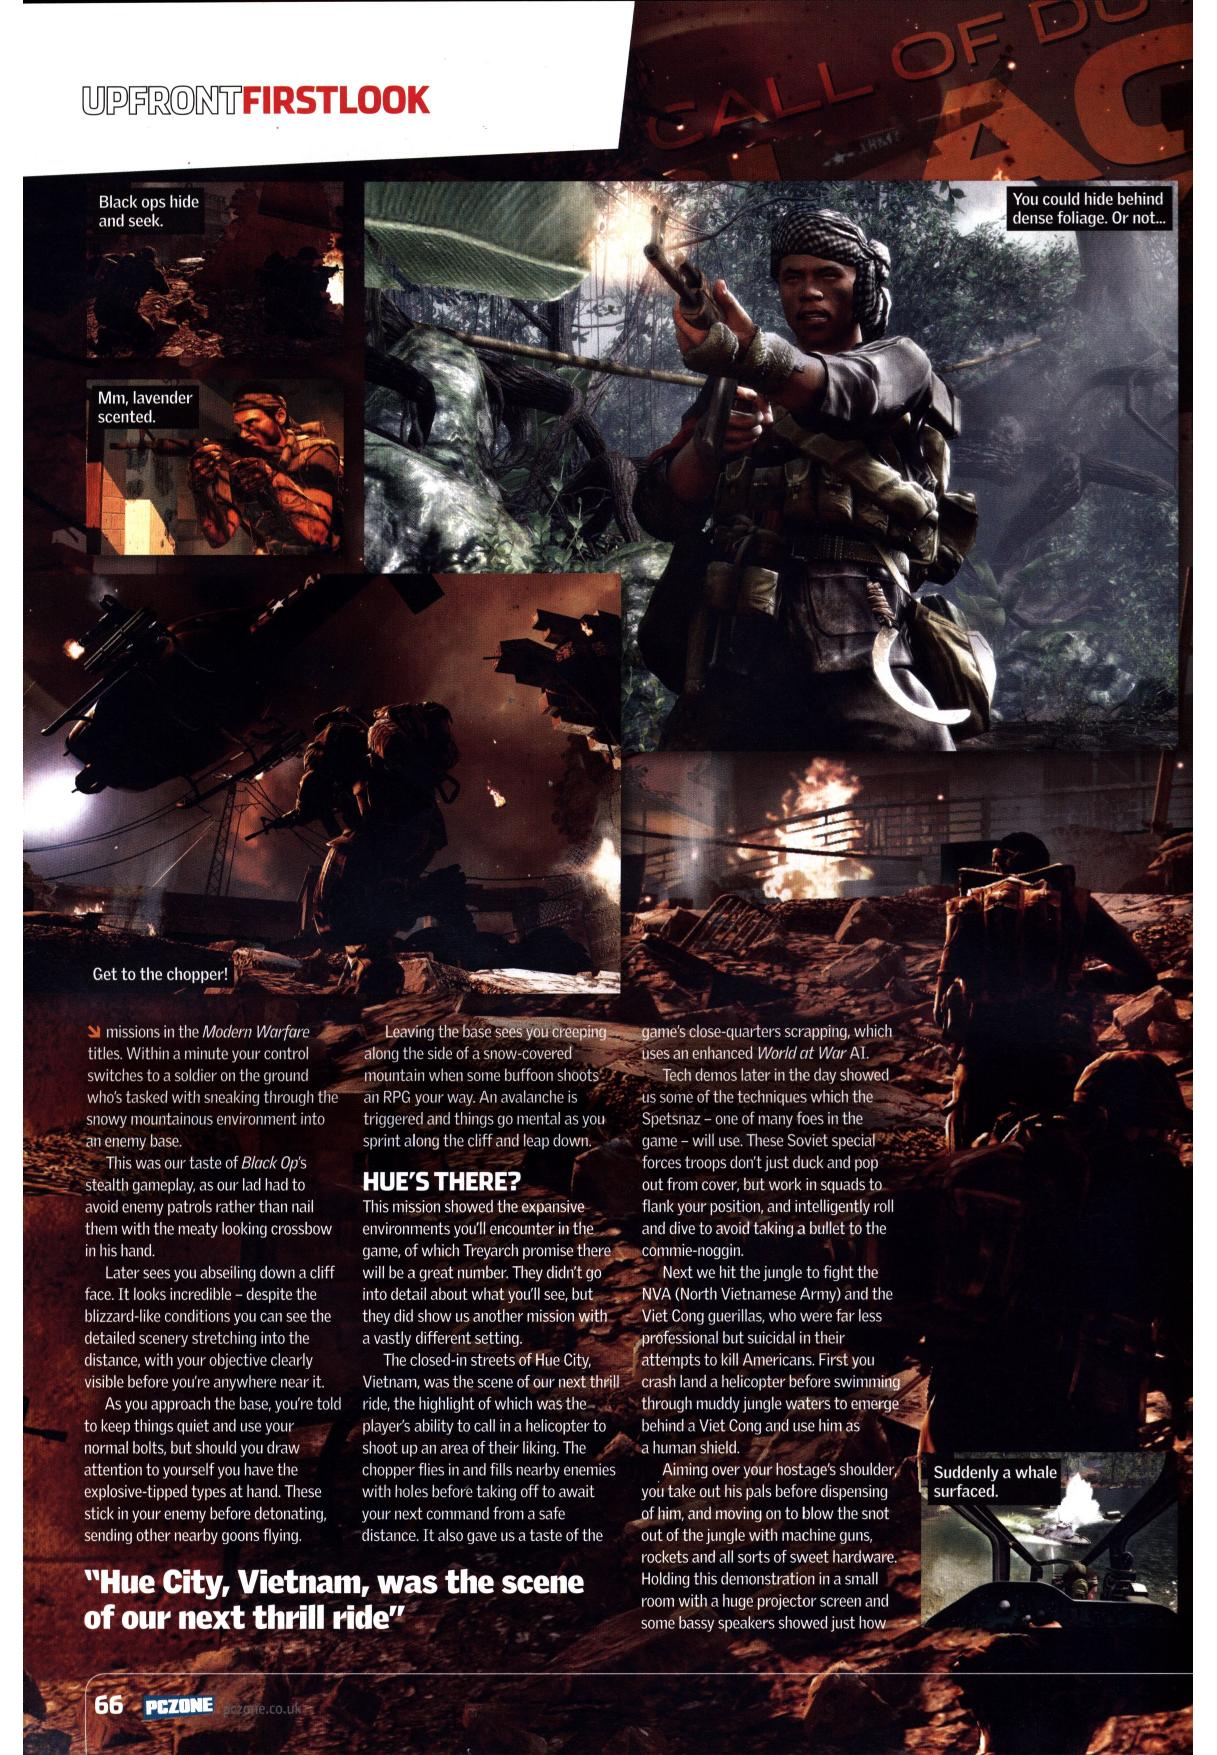 UPFRONTFIRSTLOOK
CALL OF DU
Black ops hide
and seek.
You could hide behind
dense foliage. Or not...
Mm, lavender
scented.
Get to the chopper!
missions in the Modern Warfare
titles. Within a minute your control
switches to a soldier on the ground
who's tasked with sneaking through the
snowy mountainous environment into
an enemy base.
This was our taste of Black Op's
stealth gameplay, as our lad had to
avoid enemy patrols rather than nail
them with the meaty looking crossbow
in his hand.
Later sees you abseiling down a cliff
face. It looks incredible – despite the
blizzard-like conditions you can see the
detailed scenery stretching into the
distance, with your objective clearly
visible before you're anywhere near it.
As you approach the base, you're told
to keep things quiet and use your
normal bolts, but should you draw
attention to yourself you have the
explosive-tipped types at hand. These
stick in your enemy before detonating,
sending other nearby goons flying.
Leaving the base sees you creeping
along the side of a snow-covered
mountain when some buffoon shoots
an RPG your way. An avalanche is
triggered and things go mental as you
sprint along the cliff and leap down.
HUE'S THERE?
This mission showed the expansive
environments you'll encounter in the
game, of which Treyarch promise there
will be a great number. They didn't go
into detail about what you'll see, but
they did show us another mission with
a vastly different setting.
The closed-in streets of Hue City,
Vietnam, was the scene of our next thrill
ride, the highlight of which was the
player's ability to call in a helicopter to
shoot up an area of their liking. The
chopper flies in and fills nearby enemies
with holes before taking off to await
your next command from a safe
distance. It also gave us a taste of the
game's close-quarters scrapping, which
uses an enhanced World at War AI.
Tech demos later in the day showed
us some of the techniques which the
Spetsnaz – one of many foes in the
game – will use. These Soviet special
forces troops don't just duck and pop
out from cover, but work in squads to
flank your position, and intelligently roll
and dive to avoid taking a bullet to the
commie-noggin.
Next we hit the jungle to fight the
NVA (North Vietnamese Army) and the
Viet Cong guerillas, who were far less
professional but suicidal in their
attempts to kill Americans. First you
crash land a helicopter before swimming
through muddy jungle waters to emerge
behind a Viet Cong and use him as
a human shield.
Aiming over your hostage's shoulder,
you take out his pals before dispensing
of him, and moving on to blow the snot
out of the jungle with machine guns,
rockets and all sorts of sweet hardware.
Holding this demonstration in a small
room with a huge projector screen and
some bassy speakers showed just how
Suddenly a whale
surfaced.
"Hue City, Vietnam, was the scene
of our next thrill ride"
66 PCZONE pczone.co.uk